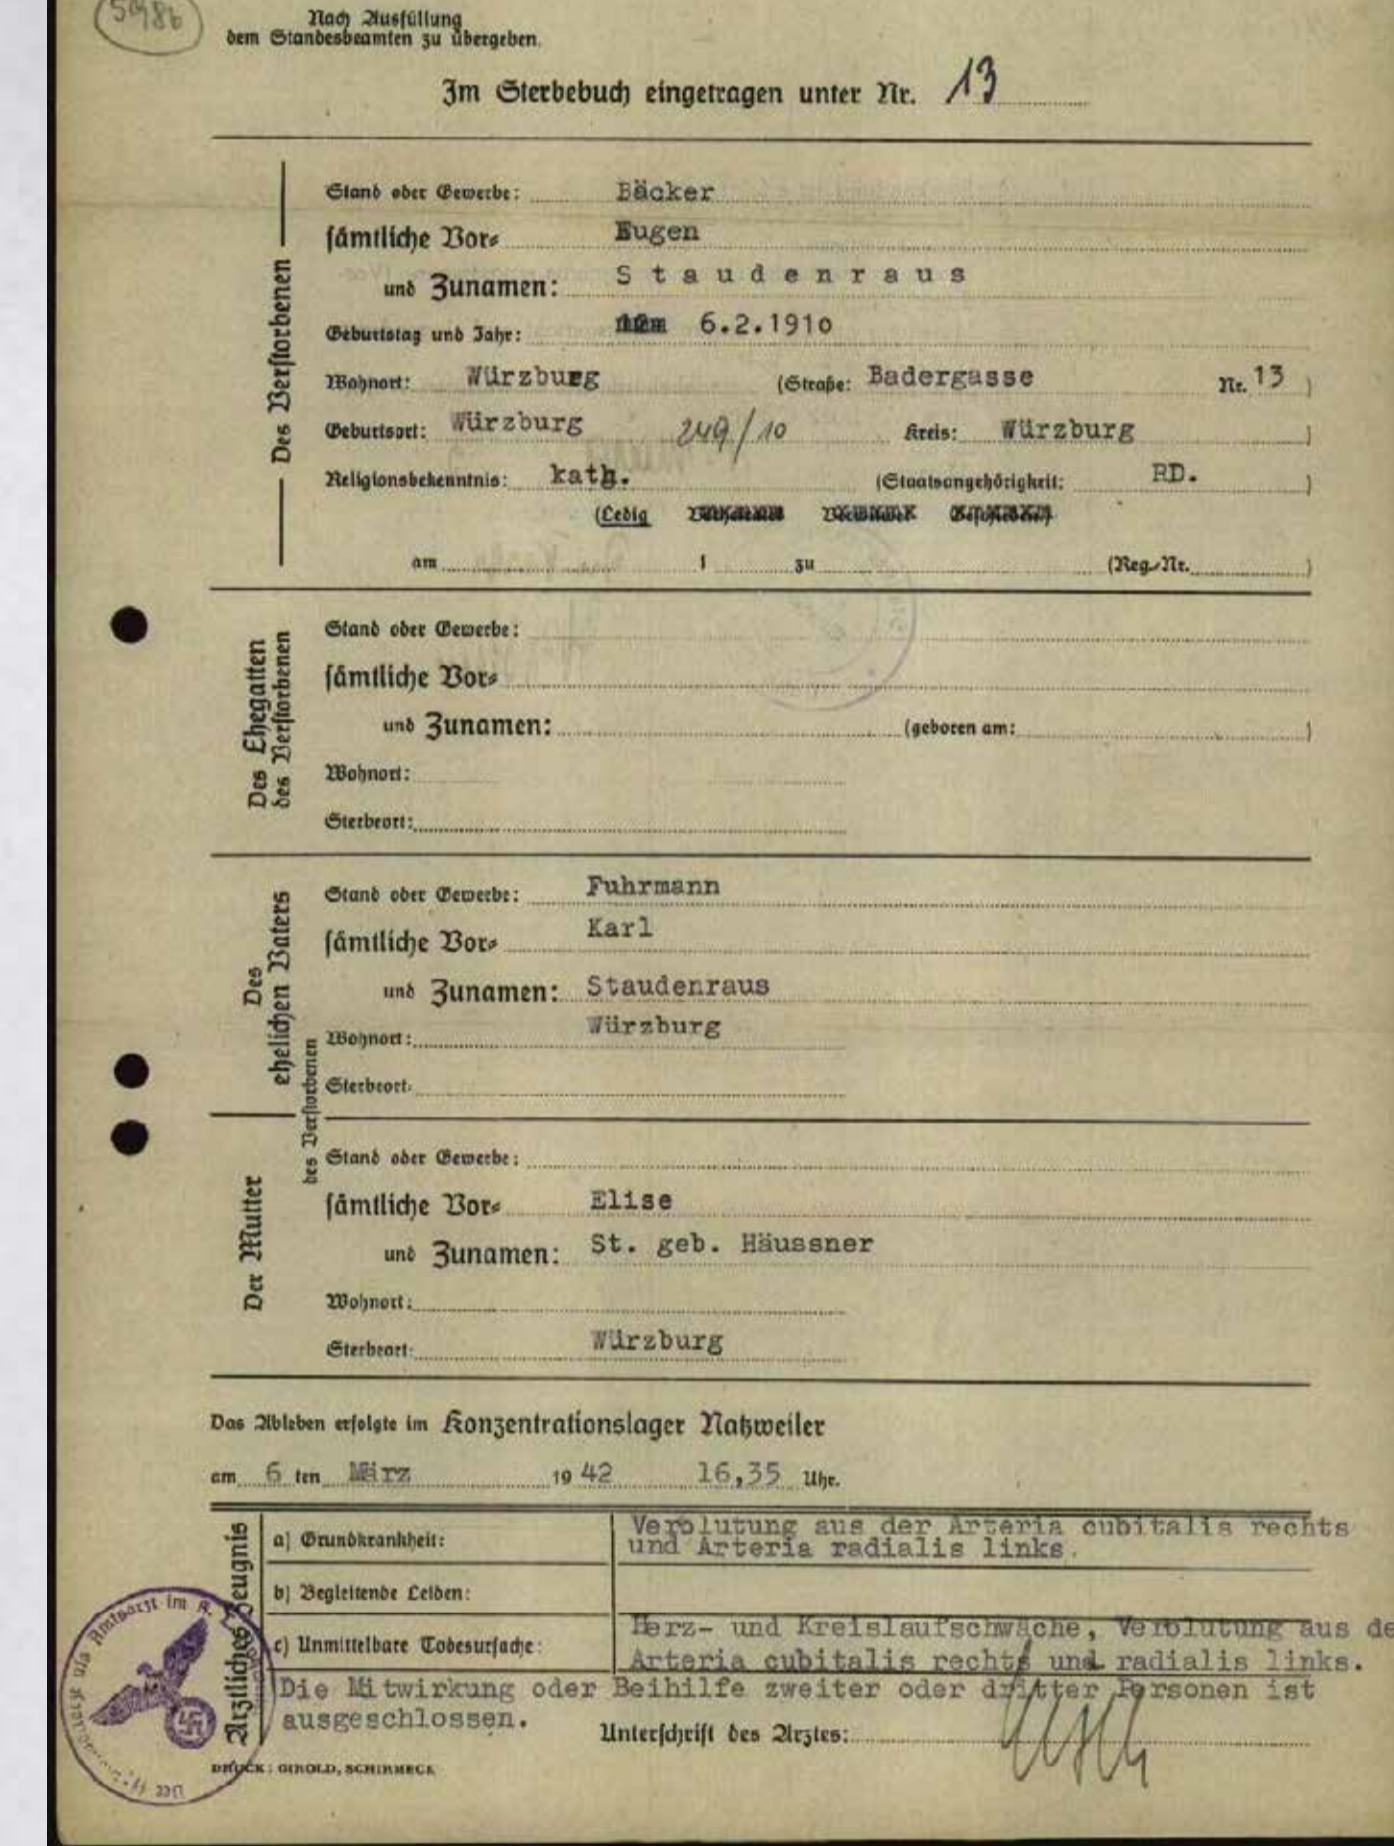 5986
Nach Ausfüllung
dem Standesbeamten zu übergeben.
Im Sterbebuch eingetragen unter Nr. 13
Des Verstorbenen
Stand oder Gewerbe: Bäcker
sämtliche Vor- Eugen
und Zunamen: Staudenraus
Geburtstag und Jahr: 6.2.1910
Wohnort: Würzburg (Straße: Badergasse Nr. 13 )
Geburtsort: Würzburg 249/10 Kreis: Würzburg )
Religionsbekenntnis: kath. (Staatsangehörigkeit: RD. )
(Ledig
am 1 zu (Reg.-Nr. )
Des Ehegatten
des Verstorbenen
Stand oder Gewerbe:
sämtliche Vor-
und Zunamen: (geboren am: )
Wohnort:
Sterbeort:
Des
ehelichen Vaters
des Verstorbenen
Stand oder Gewerbe: Fuhrmann
sämtliche Vor- Karl
und Zunamen: Staudenraus
Wohnort: Würzburg
Sterbeort:
Der Mutter
Stand oder Gewerbe:
sämtliche Vor- Elise
und Zunamen: St. geb. Häussner
Wohnort:
Sterbeort: Würzburg
Das Ableben erfolgte im Konzentrationslager Natzweiler
am 6 ten März 19 42 16,35 Uhr.
Ärztliches Zeugnis
a) Grundkrankheit: Verblutung aus der Arteria cubitalis rechts
und Arteria radialis links.
b) Begleitende Leiden:
c) Unmittelbare Todesursache: Herz- und Kreislaufschwäche, Verblutung aus de
Arteria cubitalis rechts und radialis links.
Die Mitwirkung oder Beihilfe zweiter oder dritter Personen ist
ausgeschlossen.
Unterschrift des Arztes:
als Amtsarzt im K.
DRUCK: GIROLD, SCHIRMECK